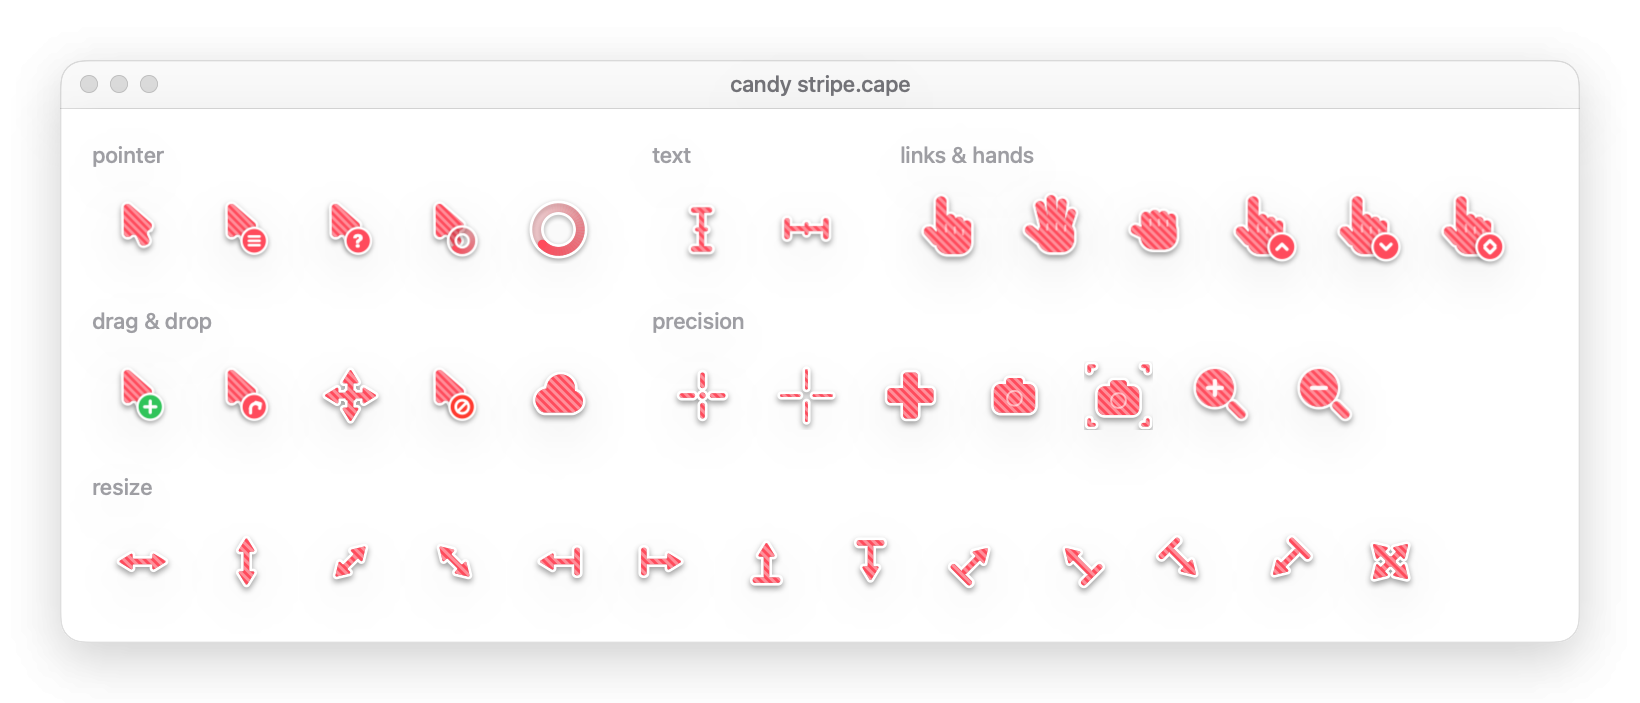 candy stripe.cape
pointer
text
links & hands
drag & drop
precision
resize